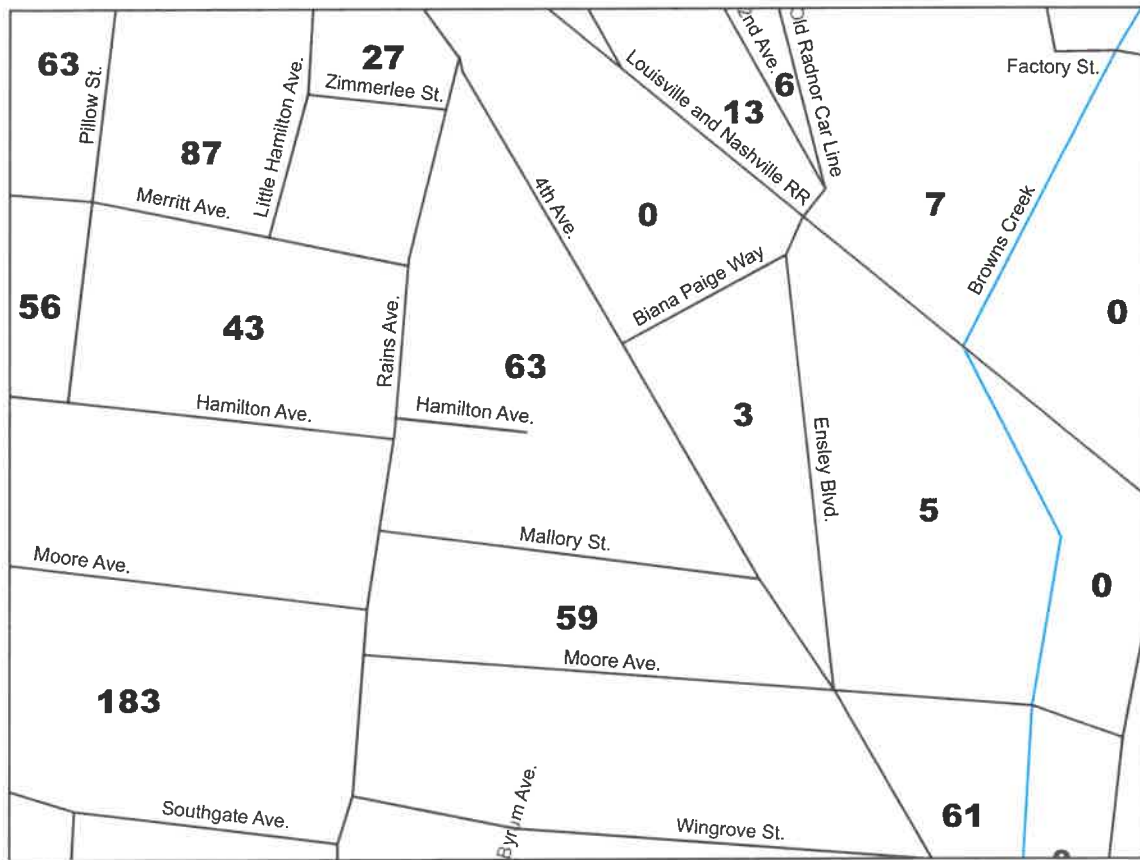 63
Pillow St.
87
Little Hamilton Ave.
27
Zimmerlee St.
Merritt Ave.
Louisville and Nashville RR
2nd Ave.
Old Radnor Car Line
6
13
Factory St.
4th Ave.
0
7
Browns Creek
Biana Paige Way
56
43
Rains Ave.
63
0
Hamilton Ave.
Hamilton Ave.
3
Ensley Blvd.
5
Mallory St.
Moore Ave.
59
0
Moore Ave.
183
Southgate Ave.
Byrum Ave.
Wingrove St.
61